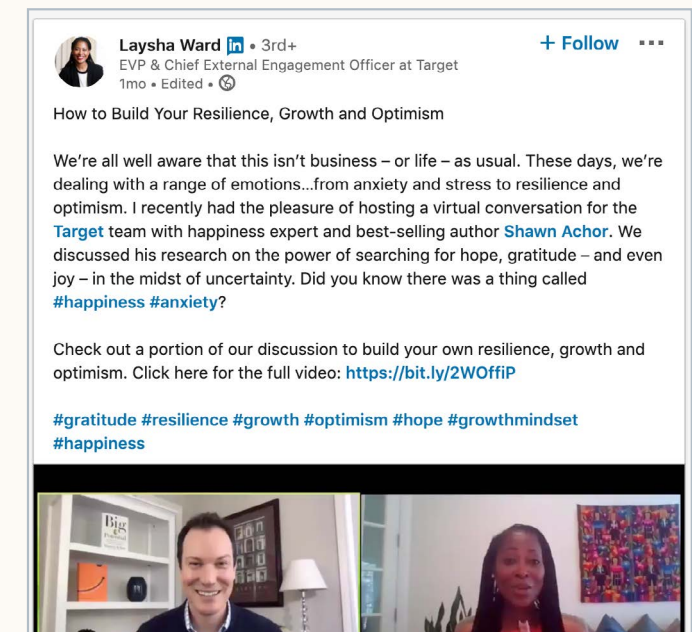 Laysha Ward in • 3rd+
+ Follow
EVP & Chief External Engagement Officer at Target
1mo • Edited •
How to Build Your Resilience, Growth and Optimism
We’re all well aware that this isn’t business – or life – as usual. These days, we’re
dealing with a range of emotions...from anxiety and stress to resilience and
optimism. I recently had the pleasure of hosting a virtual conversation for the
Target team with happiness expert and best-selling author Shawn Achor. We
discussed his research on the power of searching for hope, gratitude – and even
joy – in the midst of uncertainty. Did you know there was a thing called
#happiness #anxiety?
Check out a portion of our discussion to build your own resilience, growth and
optimism. Click here for the full video: https://bit.ly/2WOffiP
#gratitude #resilience #growth #optimism #hope #growthmindset
#happiness
Big